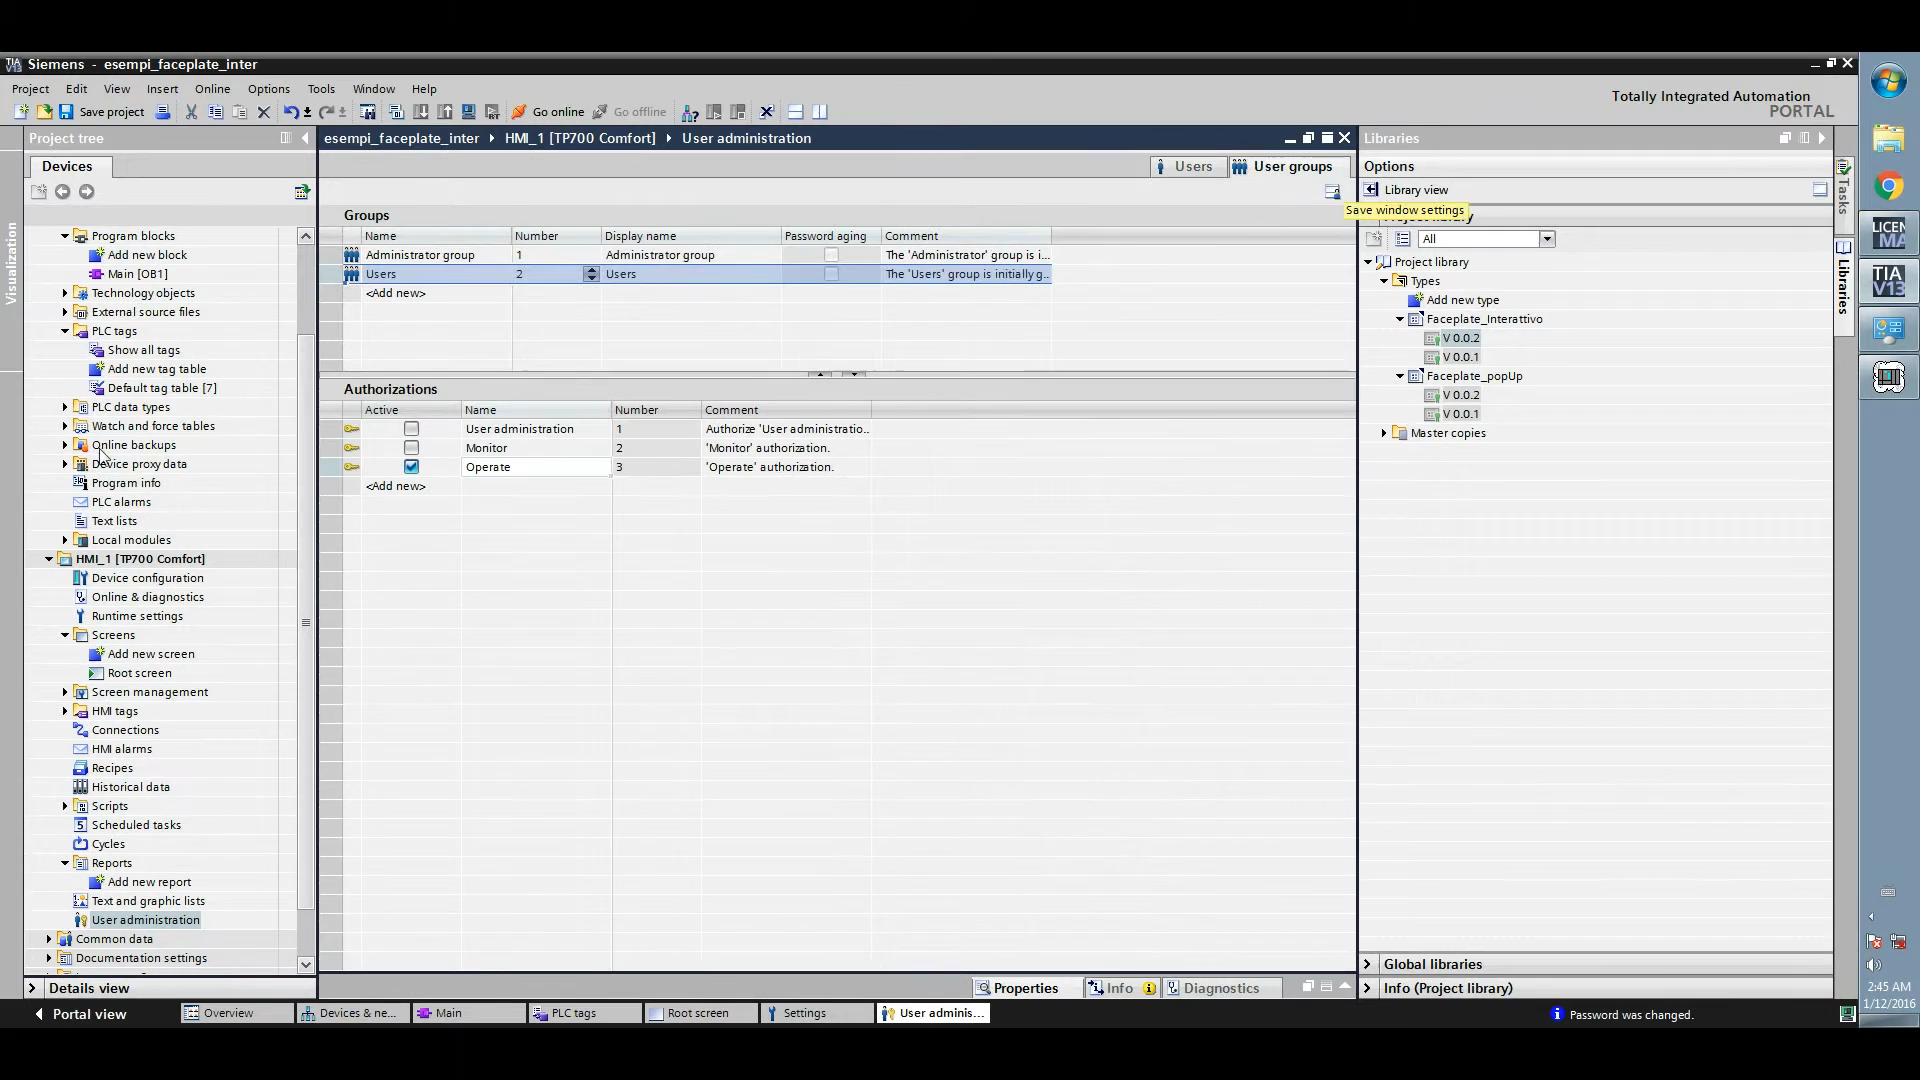 Siemens - esempi_faceplate_inter
Project Edit View Insert Online Options Tools Window Help
Totally Integrated Automation
PORTAL
Save project Go online Go offline
Project tree
esempi_faceplate_inter HMI_1 [TP700 Comfort] User administration
Libraries
Devices
Users User groups
Options
Library view
Save window settings
Groups
Name Number Display name Password aging Comment
Administrator group 1 Administrator group The 'Administrator' group is i...
Users 2 Users The 'Users' group is initially g..
<Add new>
Authorizations
Active Name Number Comment
User administration 1 Authorize 'User administratio..
Monitor 2 'Monitor' authorization.
Operate 3 'Operate' authorization.
<Add new>
Program blocks
Add new block
Main [OB1]
Technology objects
External source files
PLC tags
Show all tags
Add new tag table
Default tag table [7]
PLC data types
Watch and force tables
Online backups
Device proxy data
Program info
PLC alarms
Text lists
Local modules
HMI_1 [TP700 Comfort]
Device configuration
Online & diagnostics
Runtime settings
Screens
Add new screen
Root screen
Screen management
HMI tags
Connections
HMI alarms
Recipes
Historical data
Scripts
Scheduled tasks
Cycles
Reports
Add new report
Text and graphic lists
User administration
Common data
Documentation settings
Details view
All
Project library
Types
Add new type
Faceplate_Interattivo
V 0.0.2
V 0.0.1
Faceplate_popUp
V 0.0.2
V 0.0.1
Master copies
Global libraries
Info (Project library)
Properties Info Diagnostics
Visualization
Tasks
Libraries
LICEN
MA
TIA
V13
Portal view
Overview Devices & ne... Main PLC tags Root screen Settings User adminis...
Password was changed.
2:45 AM
1/12/2016